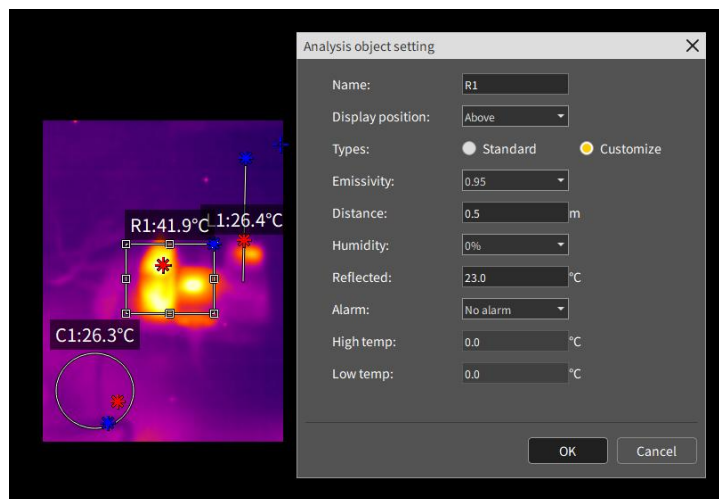 Analysis object setting
Name: R1
Display position: Above
Types: Standard Customize
Emissivity: 0.95
Distance: 0.5 m
Humidity: 0%
Reflected: 23.0 °C
Alarm: No alarm
High temp: 0.0 °C
Low temp: 0.0 °C
OK Cancel
R1:41.9°C
L1:26.4°C
C1:26.3°C